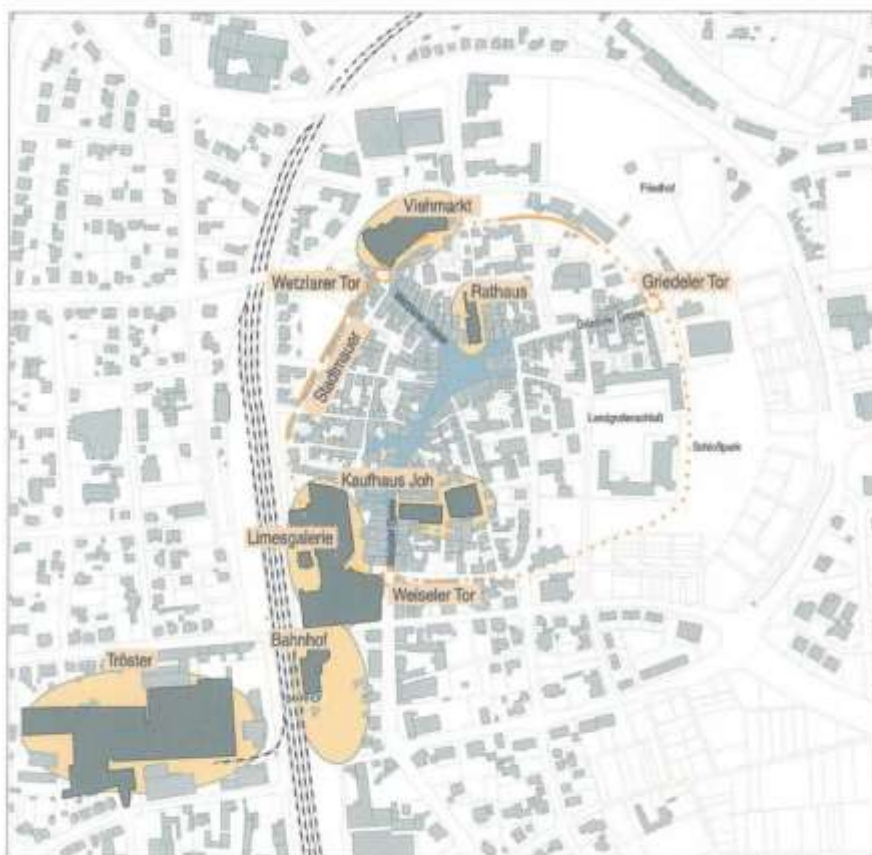 Friedhof
Viehmarkt
Wetzlarer Tor
Rathaus
Griedeler Tor
Stadtmauer
Landgrafenschloß
Schloßpark
Kaufhaus Joh
Limesgalerie
Weiseler Tor
Bahnhof
Tröster